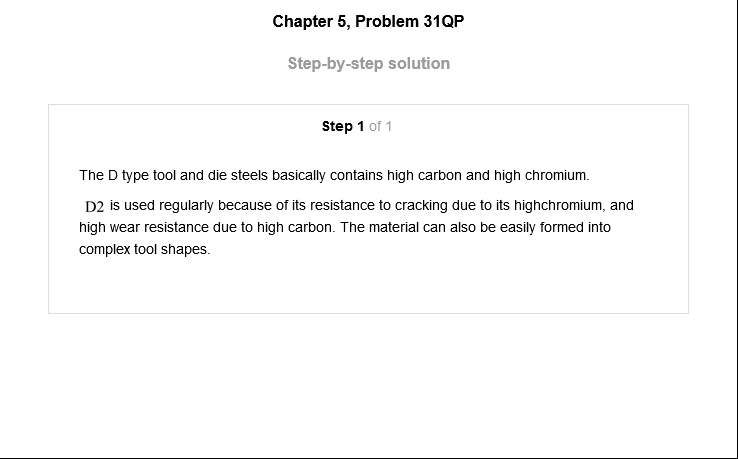 Chapter 5, Problem 31QP
Step-by-step solution
Step 1 of 1
The D type tool and die steels basically contains high carbon and high chromium.
D2 is used regularly because of its resistance to cracking due to its highchromium, and
high wear resistance due to high carbon. The material can also be easily formed into
complex tool shapes.